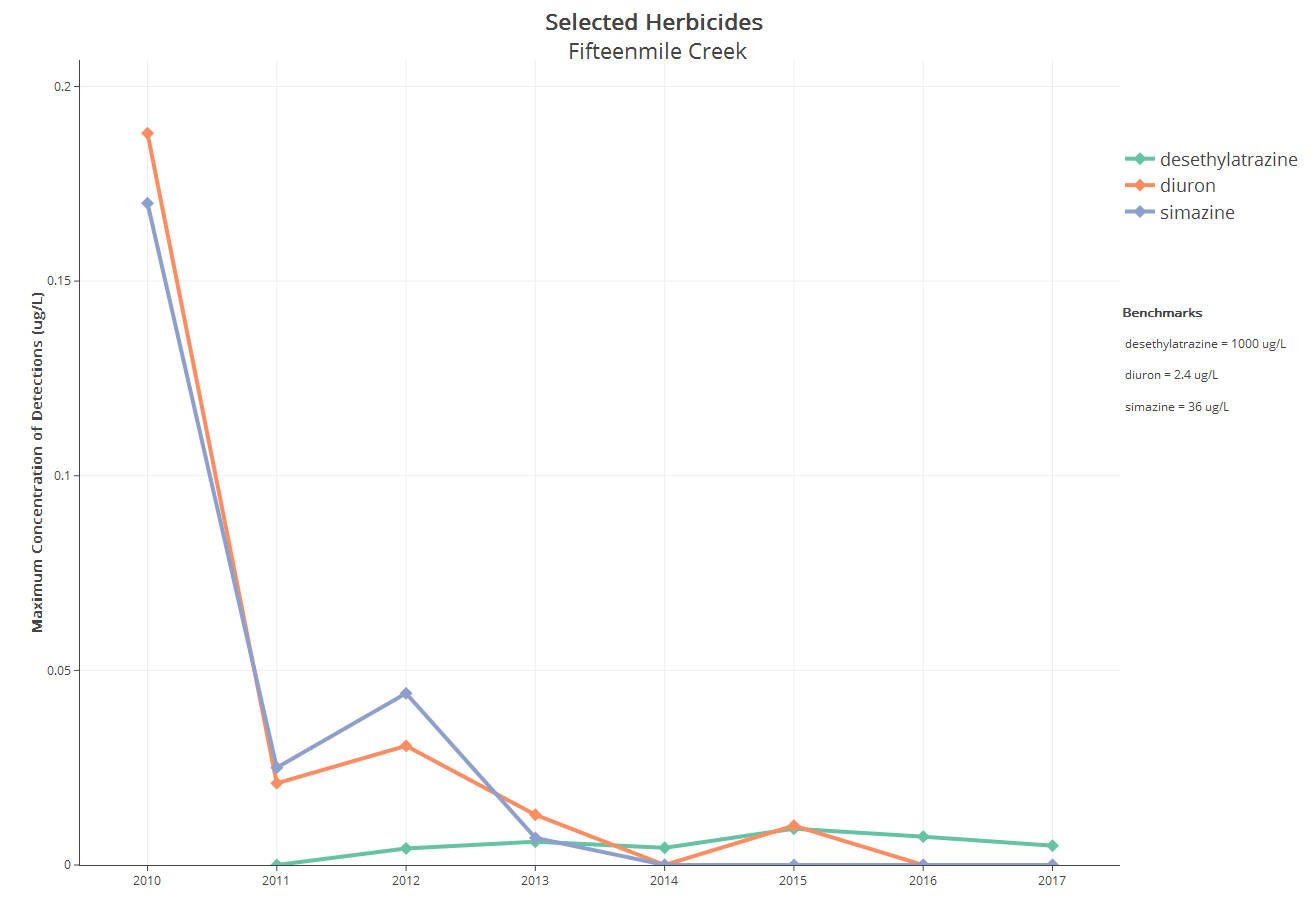 Selected Herbicides
Fifteenmile Creek
Maximum Concentration of Detections (ug/L)
0.2
0.15
0.1
0.05
0
2010
2011
2012
2013
2014
2015
2016
2017
desethylatrazine
diuron
simazine
Benchmarks
desethylatrazine = 1000 ug/L
diuron = 2.4 ug/L
simazine = 36 ug/L